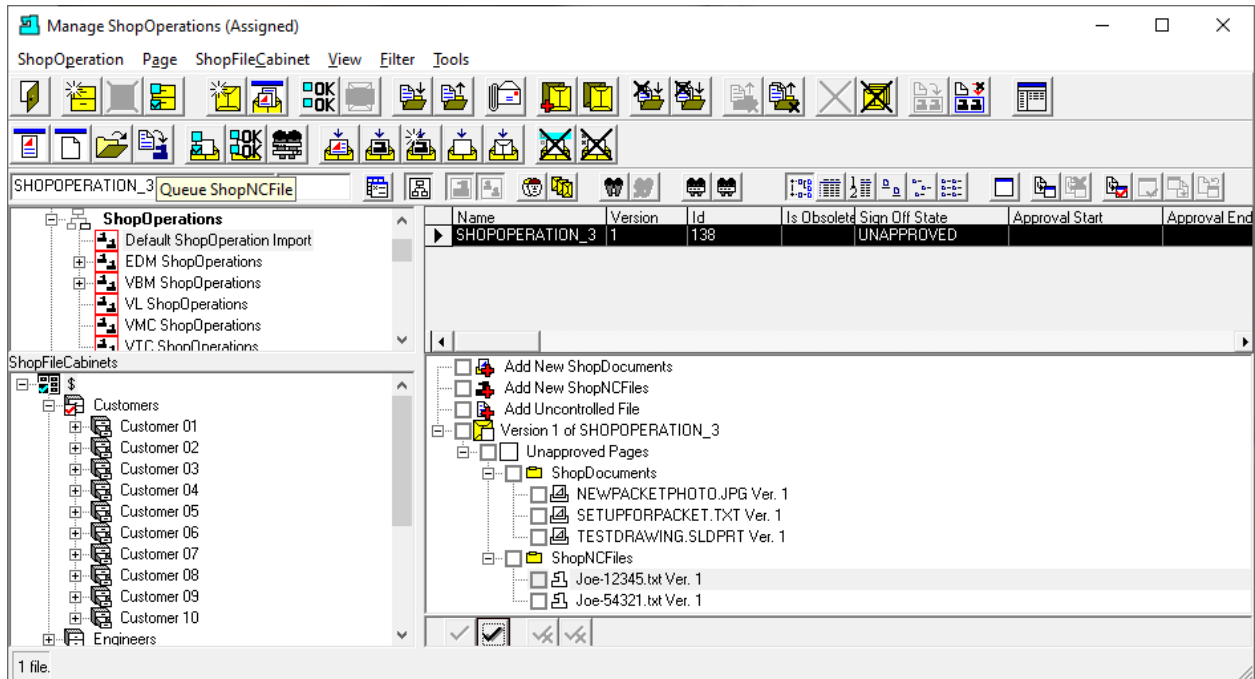 Manage ShopOperations (Assigned)
ShopOperation Page ShopFileCabinet View Filter Tools
OK
OK
OK
SHOPOPERATION_3
Queue ShopNCFile
ShopOperations
Default ShopOperation Import
EDM ShopOperations
VBM ShopOperations
VL ShopOperations
VMC ShopOperations
VTC ShopOperations
Name Version Id Is Obsolete Sign Off State Approval Start Approval End
SHOPOPERATION_3 1 138 UNAPPROVED
ShopFileCabinets
$
Customers
Customer 01
Customer 02
Customer 03
Customer 04
Customer 05
Customer 06
Customer 07
Customer 08
Customer 09
Customer 10
Engineers
Add New ShopDocuments
Add New ShopNCFiles
Add Uncontrolled File
Version 1 of SHOPOPERATION_3
Unapproved Pages
ShopDocuments
NEWPACKETPHOTO.JPG Ver. 1
SETUPFORPACKET.TXT Ver. 1
TESTDRAWING.SLDPRT Ver. 1
ShopNCFiles
Joe-12345.txt Ver. 1
Joe-54321.txt Ver. 1
1 file.